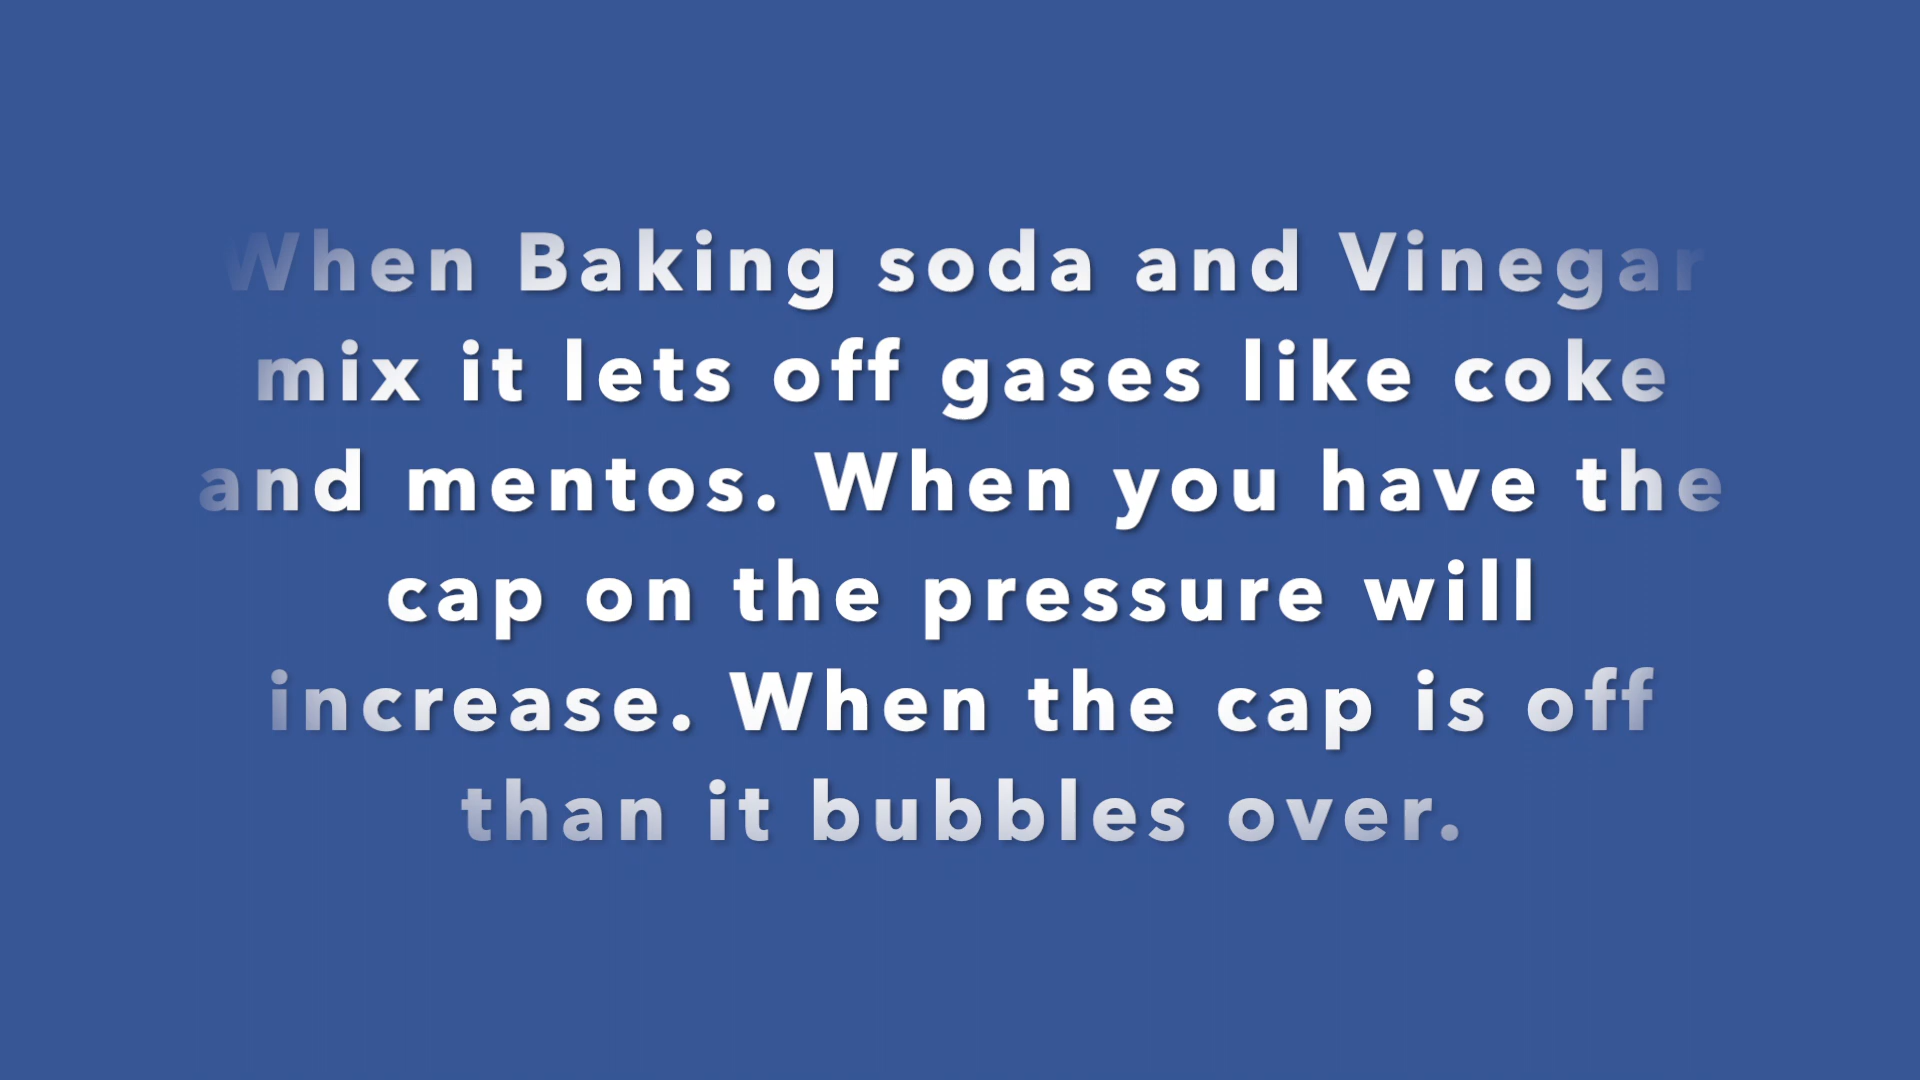 When Baking soda and Vinegar
mix it lets off gases like coke
and mentos. When you have the
cap on the pressure will
increase. When the cap is off
than it bubbles over.